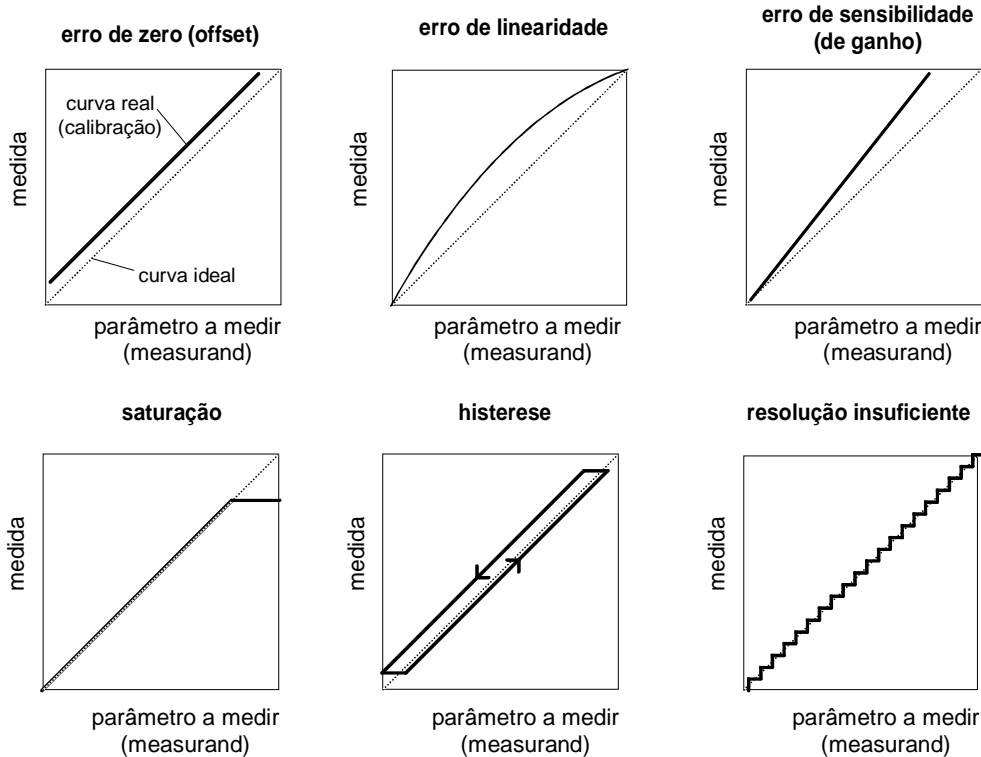 erro de zero (offset)
medida
curva real
(calibração)
curva ideal
parâmetro a medir
(measurand)
erro de linearidade
medida
parâmetro a medir
(measurand)
erro de sensibilidade
(de ganho)
medida
parâmetro a medir
(measurand)
saturação
medida
parâmetro a medir
(measurand)
histerese
medida
parâmetro a medir
(measurand)
resolução insuficiente
medida
parâmetro a medir
(measurand)